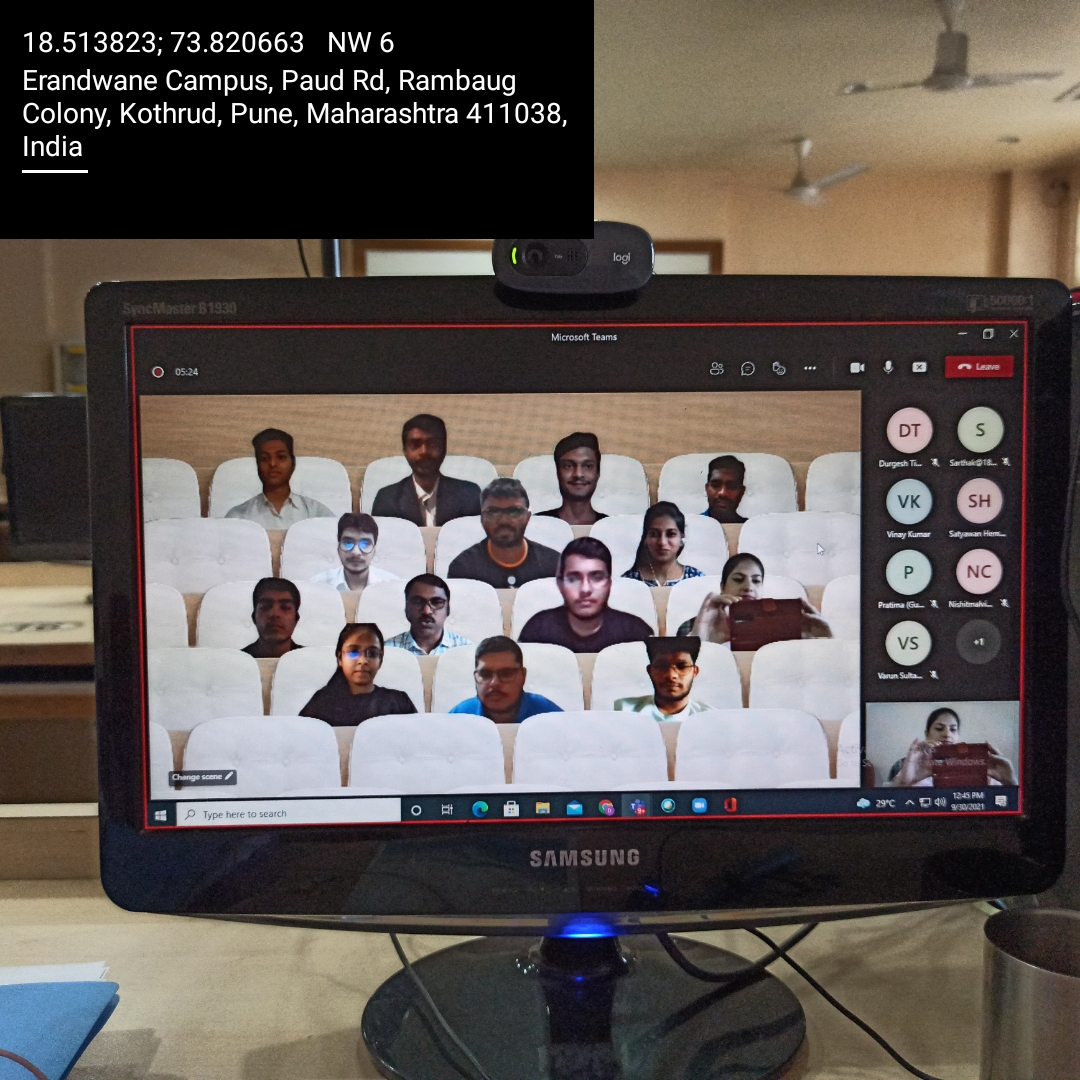 18.513823; 73.820663 NW 6
Erandwane Campus, Paud Rd, Rambaug
Colony, Kothrud, Pune, Maharashtra 411038,
India
logi
SyncMaster B1930
50000:1
Microsoft Teams
05:24
Leave
DT
S
Durgesh Ti...
Sarthak@18...
VK
SH
Vinay Kumar
Satyawan Hem...
P
NC
Pratima (Gu...
Nishitmalvi...
VS
+1
Varun Sulta...
Change scene
Type here to search
29°C
12:45 PM
9/30/2021
SAMSUNG